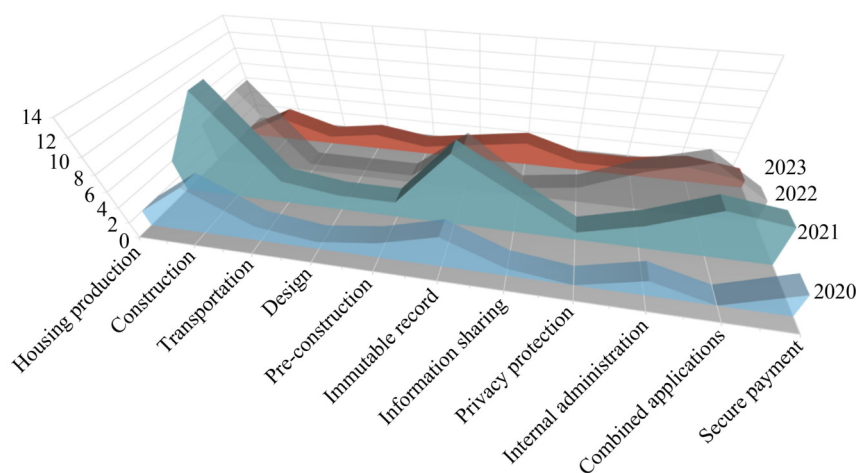 14
12
10
8
6
4
2
0
Housing production
Construction
Transportation
Design
Pre-construction
Immutable record
Information sharing
Privacy protection
Internal administration
Combined applications
Secure payment
2023
2022
2021
2020